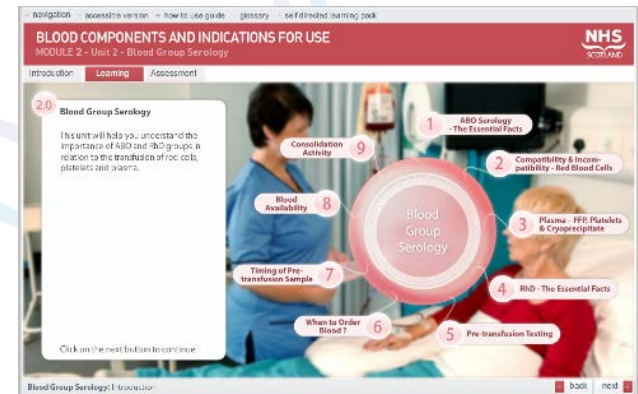 navigation accessible version how to use guide glossary self directed learning pack
BLOOD COMPONENTS AND INDICATIONS FOR USE
MODULE 2 - Unit 2 - Blood Group Serology
NHS
SCOTLAND
Introduction Learning Assessment
2.0
Blood Group Serology
This unit will help you understand the
importance of ABO and RhD groups in
relation to the transfusion of red cells,
platelets and plasma.
Click on the next button to continue
Blood
Group
Serology
1 ABO Serology
- The Essential Facts
2 Compatibility & Incom-
patibility - Red Blood Cells
3 Plasma - FFP, Platelets
& Cryoprecipitate
4 RhD - The Essential Facts
5 Pre-transfusion Testing
When to Order
Blood ? 6
Timing of Pre-
transfusion Sample 7
Blood
Availability 8
Consolidation
Activity 9
Blood Group Serology: Introduction
back next